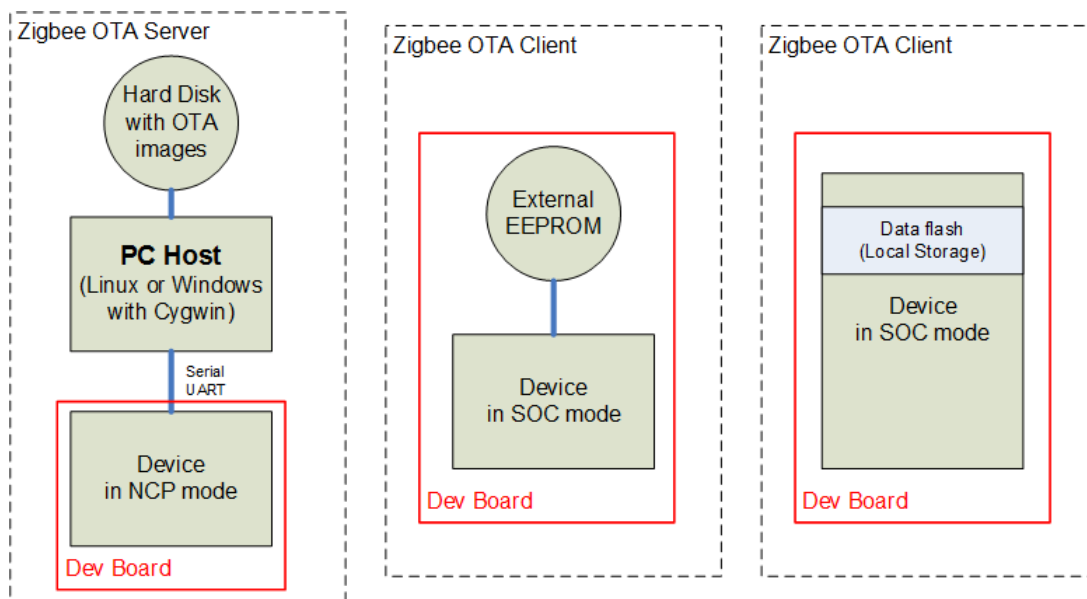 Zigbee OTA Server
Hard Disk
with OTA
images
PC Host
(Linux or Windows
with Cygwin)
Serial
UART
Device
in NCP mode
Dev Board
Zigbee OTA Client
External
EEPROM
Device
in SOC mode
Dev Board
Zigbee OTA Client
Data flash
(Local Storage)
Device
in SOC mode
Dev Board